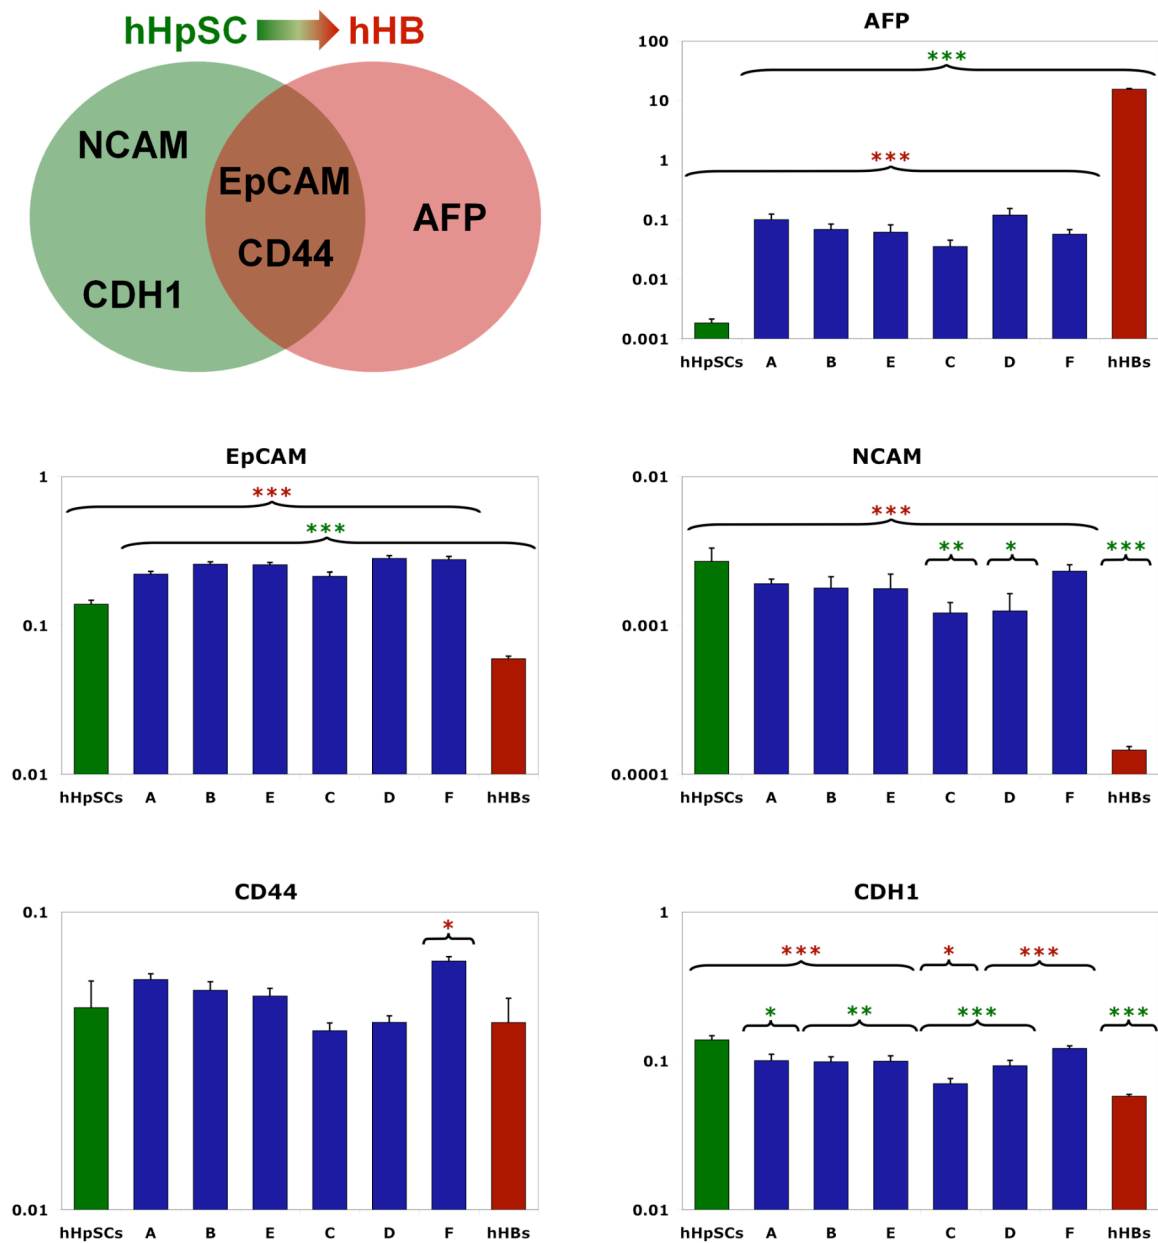 hHpSC hHB
NCAM
EpCAM
AFP
CD44
CDH1
AFP
100
***
10
1
***
0.1
0.01
0.001
hHpSCs A B E C D F hHBs
EpCAM
1
***
***
0.1
0.01
hHpSCs A B E C D F hHBs
NCAM
0.01
***
** * ***
0.001
0.0001
hHpSCs A B E C D F hHBs
CD44
0.1
*
0.01
hHpSCs A B E C D F hHBs
CDH1
1
*** * ***
* ** *** ***
0.1
0.01
hHpSCs A B E C D F hHBs